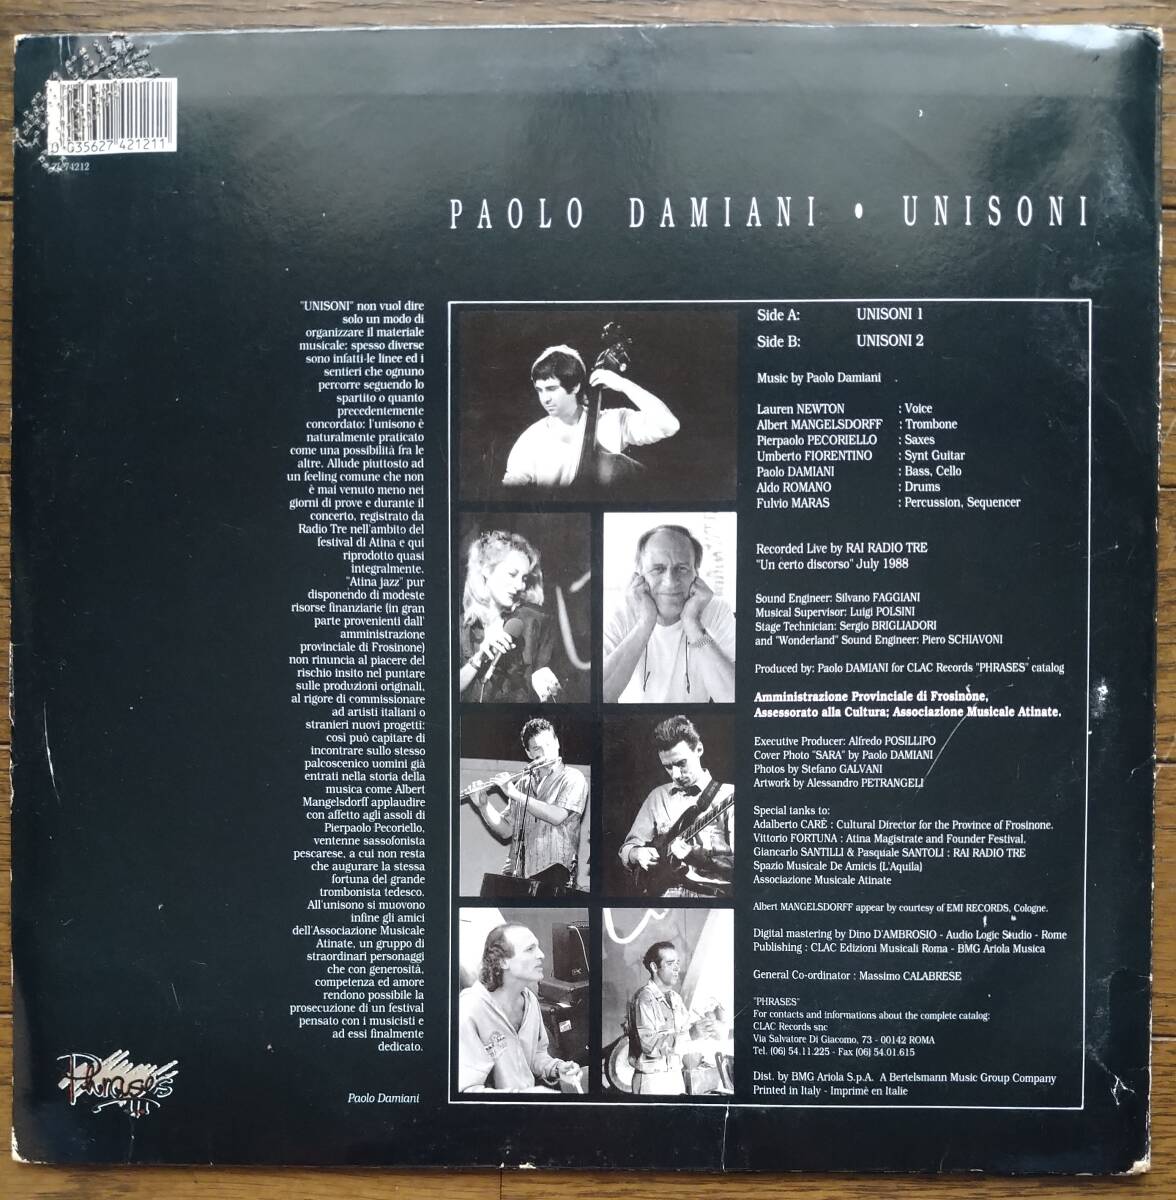 0 035627 421211
ZL74212
PAOLO DAMIANI • UNISONI
"UNISONI" non vuol dire
solo un modo di
organizzare il materiale
musicale: spesso diverse
sono infatti le linee ed i
sentieri che ognuno
percorre seguendo lo
spartito o quanto
precedentemente
concordato: l'unisono è
naturalmente praticato
come una possibilità fra le
altre. Allude piuttosto ad
un feeling comune che non
è mai venuto meno nei
giorni di prove e durante il
concerto, registrato da
Radio Tre nell'ambito del
festival di Atina e qui
riprodotto quasi
integralmente.
"Atina jazz" pur
disponendo di modeste
risorse finanziarie (in gran
parte provenienti dall'
amministrazione
provinciale di Frosinone)
non rinuncia al piacere del
rischio insito nel puntare
sulle produzioni originali,
al rigore di commissionare
ad artisti italiani o
stranieri nuovi progetti:
così può capitare di
incontrare sullo stesso
palcoscenico uomini già
entrati nella storia della
musica come Albert
Mangelsdorff applaudire
con affetto agli assoli di
Pierpaolo Pecoriello,
ventenne sassofonista
pescarese, a cui non resta
che augurare la stessa
fortuna del grande
trombonista tedesco.
All'unisono si muovono
infine gli amici
dell'Associazione Musicale
Atinate, un gruppo di
straordinari personaggi
che con generosità,
competenza ed amore
rendono possibile la
prosecuzione di un festival
pensato con i musicisti e
ad essi finalmente
dedicato.
Paolo Damiani
Phrases
Side A: UNISONI 1
Side B: UNISONI 2
Music by Paolo Damiani
Lauren NEWTON : Voice
Albert MANGELSDORFF : Trombone
Pierpaolo PECORIELLO : Saxes
Umberto FIORENTINO : Synt Guitar
Paolo DAMIANI : Bass, Cello
Aldo ROMANO : Drums
Fulvio MARAS : Percussion, Sequencer
Recorded Live by RAI RADIO TRE
"Un certo discorso" July 1988
Sound Engineer: Silvano FAGGIANI
Musical Supervisor: Luigi POLSINI
Stage Technician: Sergio BRIGLIADORI
and "Wonderland" Sound Engineer: Piero SCHIAVONI
Produced by: Paolo DAMIANI for CLAC Records "PHRASES" catalog
Amministrazione Provinciale di Frosinone,
Assessorato alla Cultura; Associazione Musicale Atinate.
Executive Producer: Alfredo POSILLIPO
Cover Photo "SARA" by Paolo DAMIANI
Photos by Stefano GALVANI
Artwork by Alessandro PETRANGELI
Special tanks to:
Adalberto CARÈ : Cultural Director for the Province of Frosinone.
Vittorio FORTUNA : Atina Magistrate and Founder Festival.
Giancarlo SANTILLI & Pasquale SANTOLI : RAI RADIO TRE
Spazio Musicale De Amicis (L'Aquila)
Associazione Musicale Atinate
Albert MANGELSDORFF appear by courtesy of EMI RECORDS, Cologne.
Digital mastering by Dino D'AMBROSIO - Audio Logic Studio - Rome
Publishing : CLAC Edizioni Musicali Roma - BMG Ariola Musica
General Co-ordinator : Massimo CALABRESE
"PHRASES"
For contacts and informations about the complete catalog:
CLAC Records snc
Via Salvatore Di Giacomo, 73 - 00142 ROMA
Tel. (06) 54.11.225 - Fax (06) 54.01.615
Dist. by BMG Ariola S.p.A. A Bertelsmann Music Group Company
Printed in Italy - Imprimè en Italie